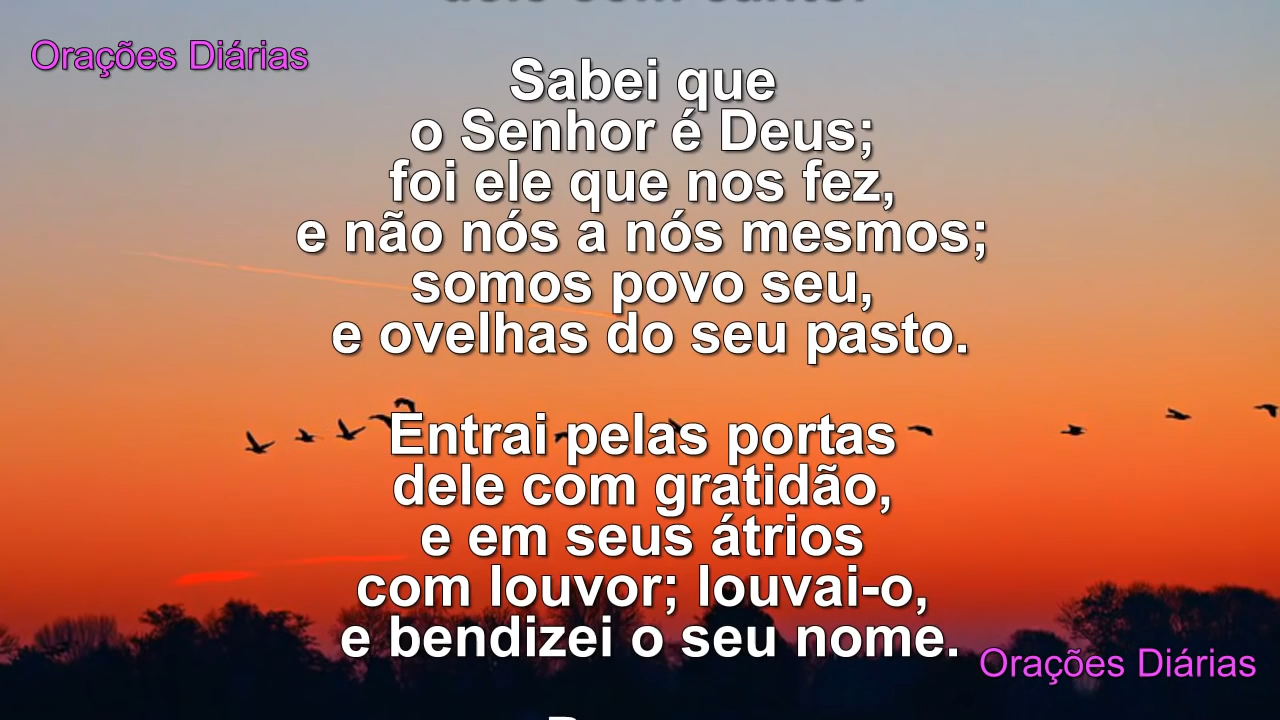 Orações Diárias
Sabei que
o Senhor é Deus;
foi ele que nos fez,
e não nós a nós mesmos;
somos povo seu,
e ovelhas do seu pasto.
Entrai pelas portas
dele com gratidão,
e em seus átrios
com louvor; louvai-o,
e bendizei o seu nome.
Orações Diárias